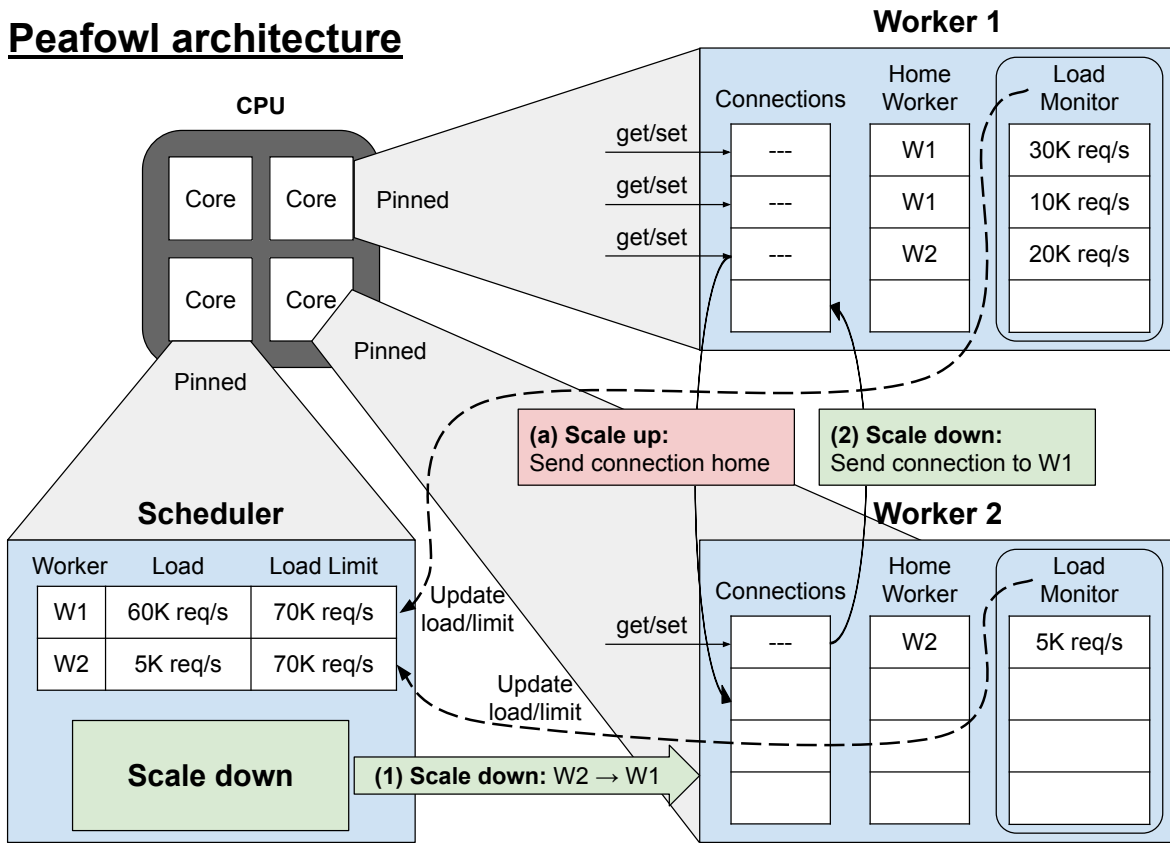 Peafowl architecture
CPU
Core
Core
Core
Core
Pinned
Pinned
Pinned
Worker 1
Connections
Home
Worker
Load
Monitor
get/set
---
W1
30K req/s
get/set
---
W1
10K req/s
get/set
---
W2
20K req/s
(a) Scale up:
Send connection home
(2) Scale down:
Send connection to W1
Scheduler
Worker
Load
Load Limit
W1
60K req/s
70K req/s
W2
5K req/s
70K req/s
Update
load/limit
Update
load/limit
Scale down
(1) Scale down: W2 → W1
Worker 2
Connections
Home
Worker
Load
Monitor
get/set
---
W2
5K req/s